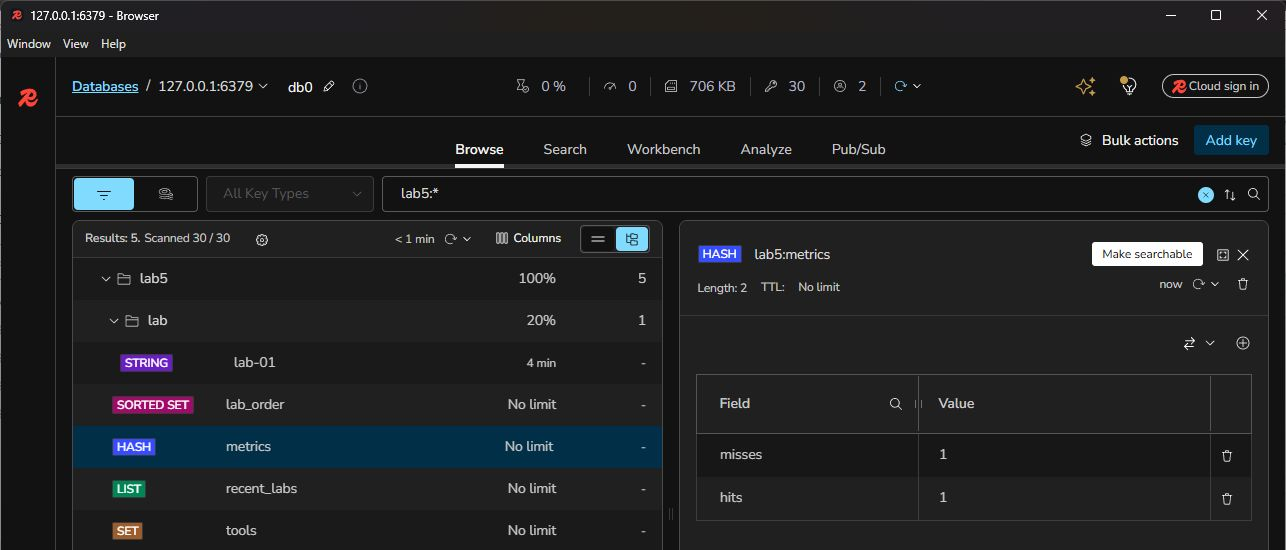 127.0.0.1:6379 - Browser
Window View Help
Databases / 127.0.0.1:6379 db0 0 % 0 706 KB 30 2 Cloud sign in
Browse Search Workbench Analyze Pub/Sub Bulk actions Add key
All Key Types lab5:*
Results: 5. Scanned 30 / 30 < 1 min Columns
lab5 100% 5
lab 20% 1
STRING lab-01 4 min -
SORTED SET lab_order No limit -
HASH metrics No limit -
LIST recent_labs No limit -
SET tools No limit -
HASH lab5:metrics Make searchable
Length: 2 TTL: No limit now
Field Value
misses 1
hits 1